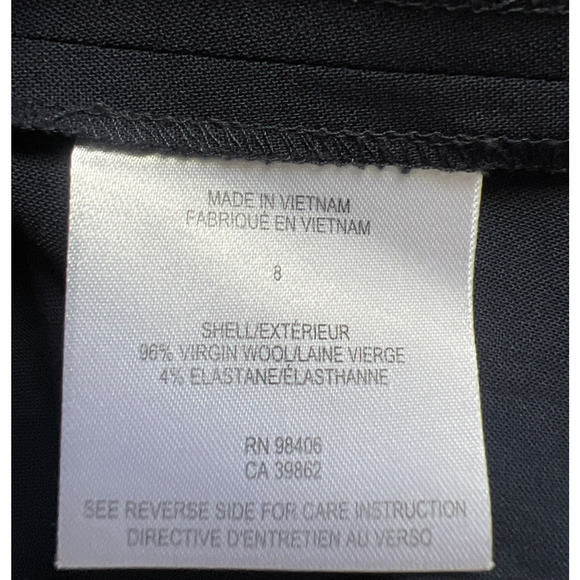 MADE IN VIETNAM
FABRIQUÉ EN VIETNAM
8
SHELL/EXTÉRIEUR
96% VIRGIN WOOL/LAINE VIERGE
4% ELASTANE/ÉLASTHANNE
RN 98406
CA 39862
SEE REVERSE SIDE FOR CARE INSTRUCTION
DIRECTIVE D'ENTRETIEN AU VERSO